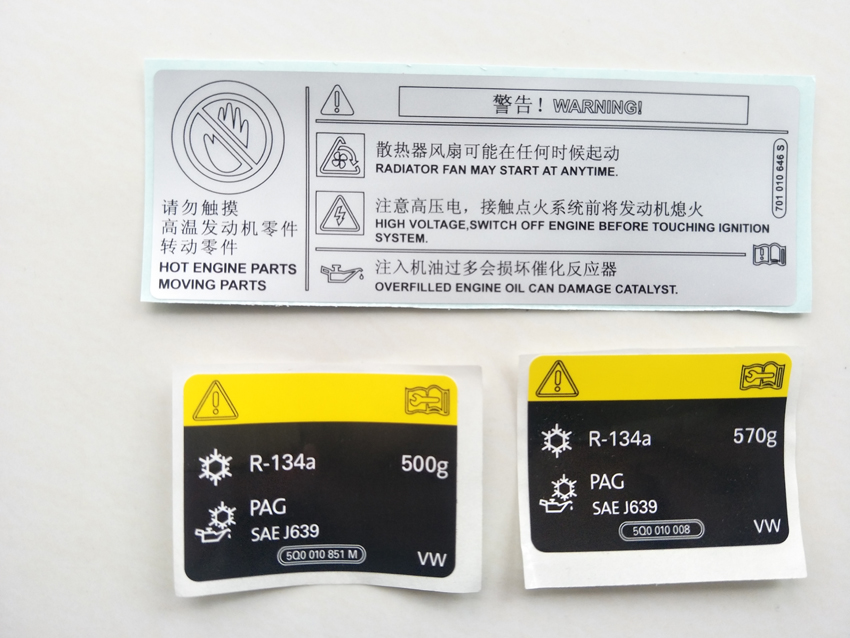 警告！WARNING!
散热器风扇可能在任何时候起动
RADIATOR FAN MAY START AT ANYTIME.
注意高压电，接触点火系统前将发动机熄火
HIGH VOLTAGE,SWITCH OFF ENGINE BEFORE TOUCHING IGNITION
SYSTEM.
注入机油过多会损坏催化反应器
OVERFILLED ENGINE OIL CAN DAMAGE CATALYST.
701 010 646 S
请勿触摸
高温发动机零件
转动零件
HOT ENGINE PARTS
MOVING PARTS
R-134a 500g
PAG
SAE J639
5Q0 010 851 M
VW
R-134a 570g
PAG
SAE J639
5Q0 010 008
VW